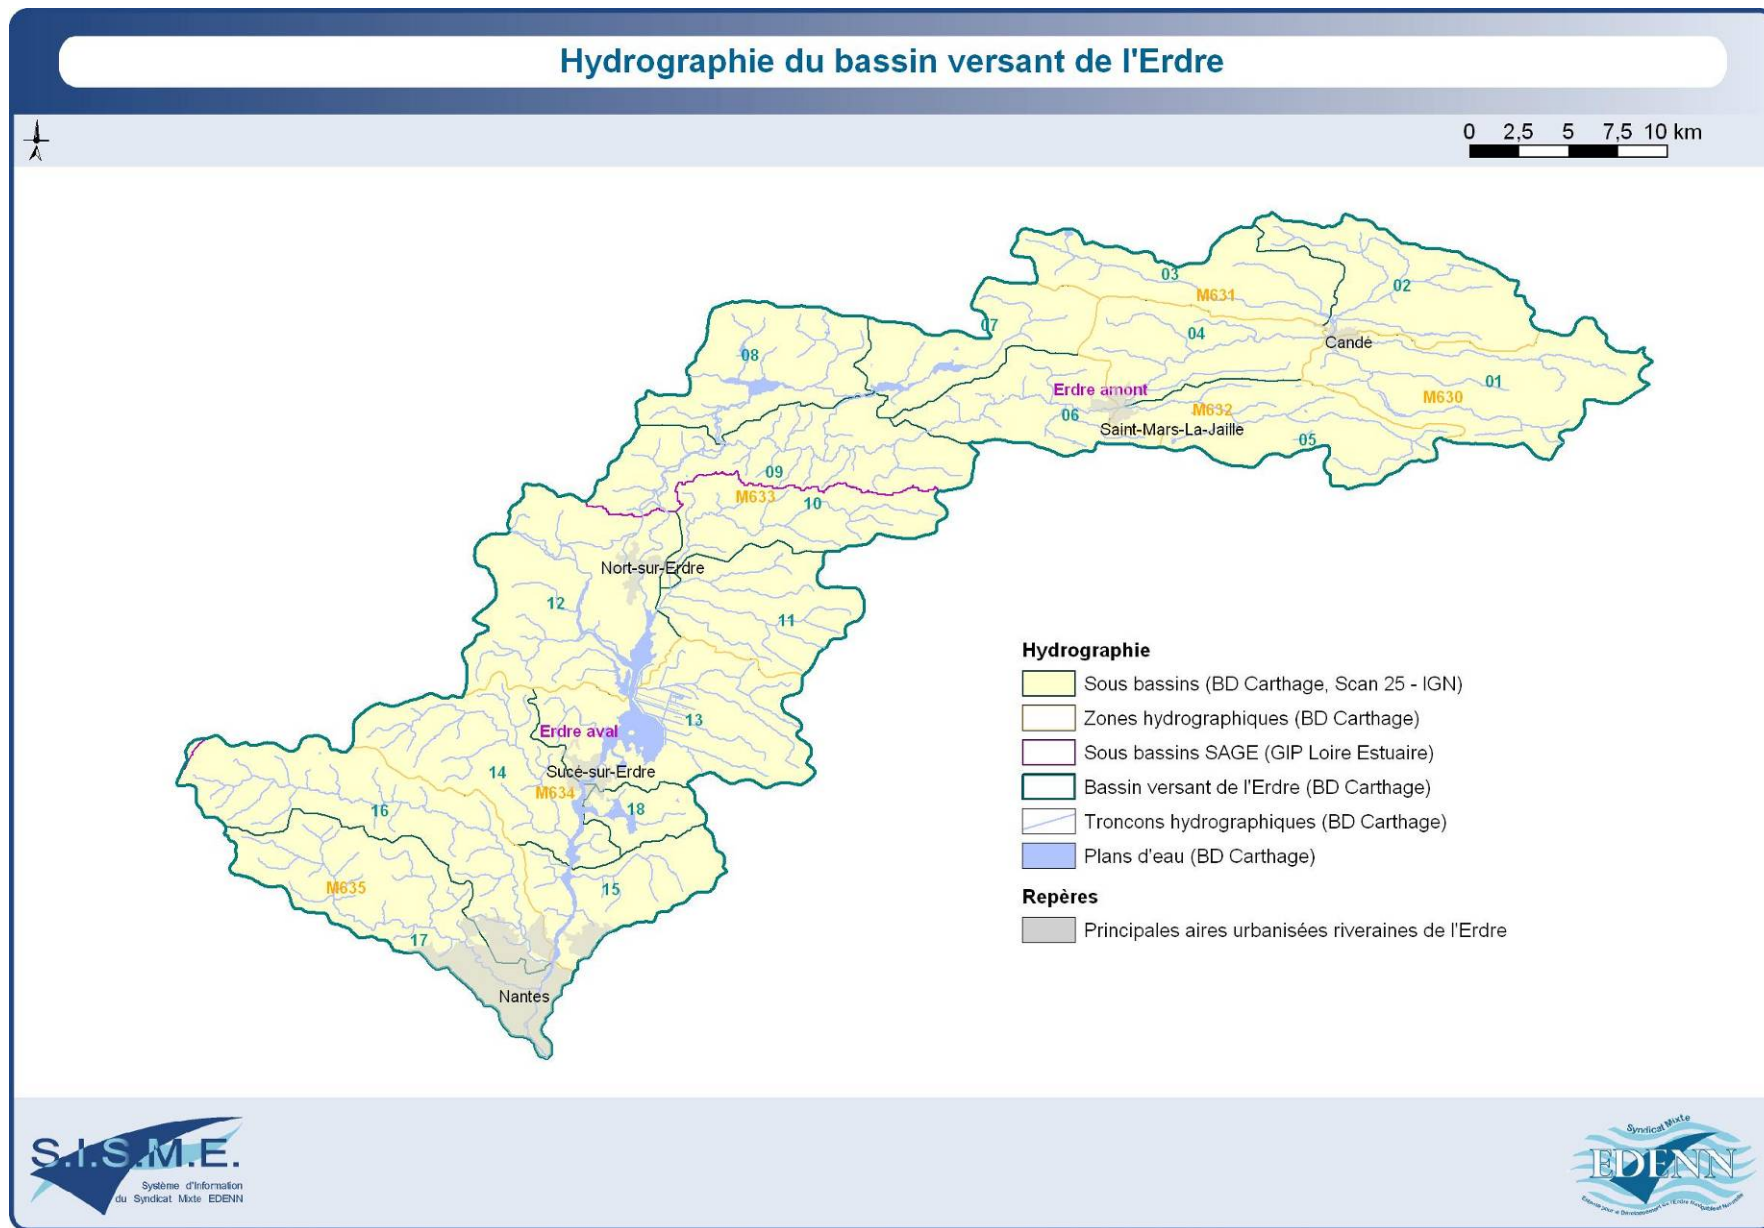 Hydrographie du bassin versant de l'Erdre
0 2,5 5 7,5 10 km
03
02
M631
07
04
Candé
08
01
Erdre amont
M630
06
M632
Saint-Mars-La-Jaille
05
09
M633
10
Nort-sur-Erdre
12
11
13
Erdre aval
Sucé-sur-Erdre
14
M634
18
16
15
M635
17
Nantes
Hydrographie
Sous bassins (BD Carthage, Scan 25 - IGN)
Zones hydrographiques (BD Carthage)
Sous bassins SAGE (GIP Loire Estuaire)
Bassin versant de l'Erdre (BD Carthage)
Troncons hydrographiques (BD Carthage)
Plans d'eau (BD Carthage)
Repères
Principales aires urbanisées riveraines de l'Erdre
S.I.S.M.E.
Système d'Information
du Syndicat Mixte EDENN
Syndicat Mixte
EDENN